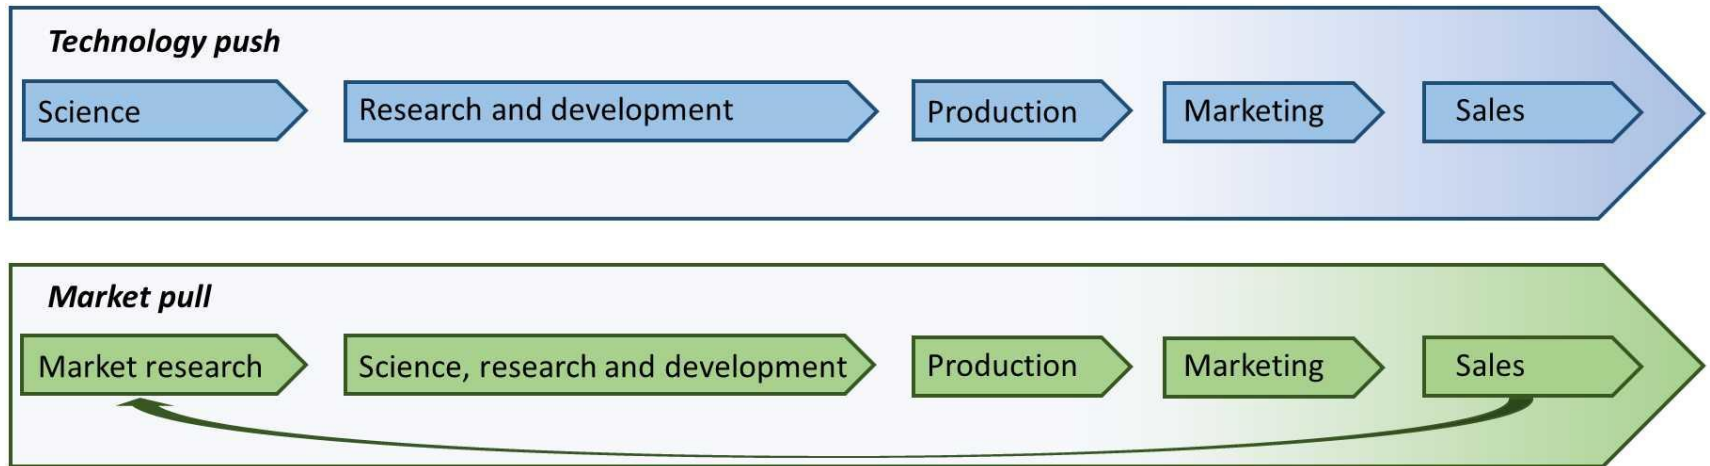 Technology push
Science
Research and development
Production
Marketing
Sales
Market pull
Market research
Science, research and development
Production
Marketing
Sales